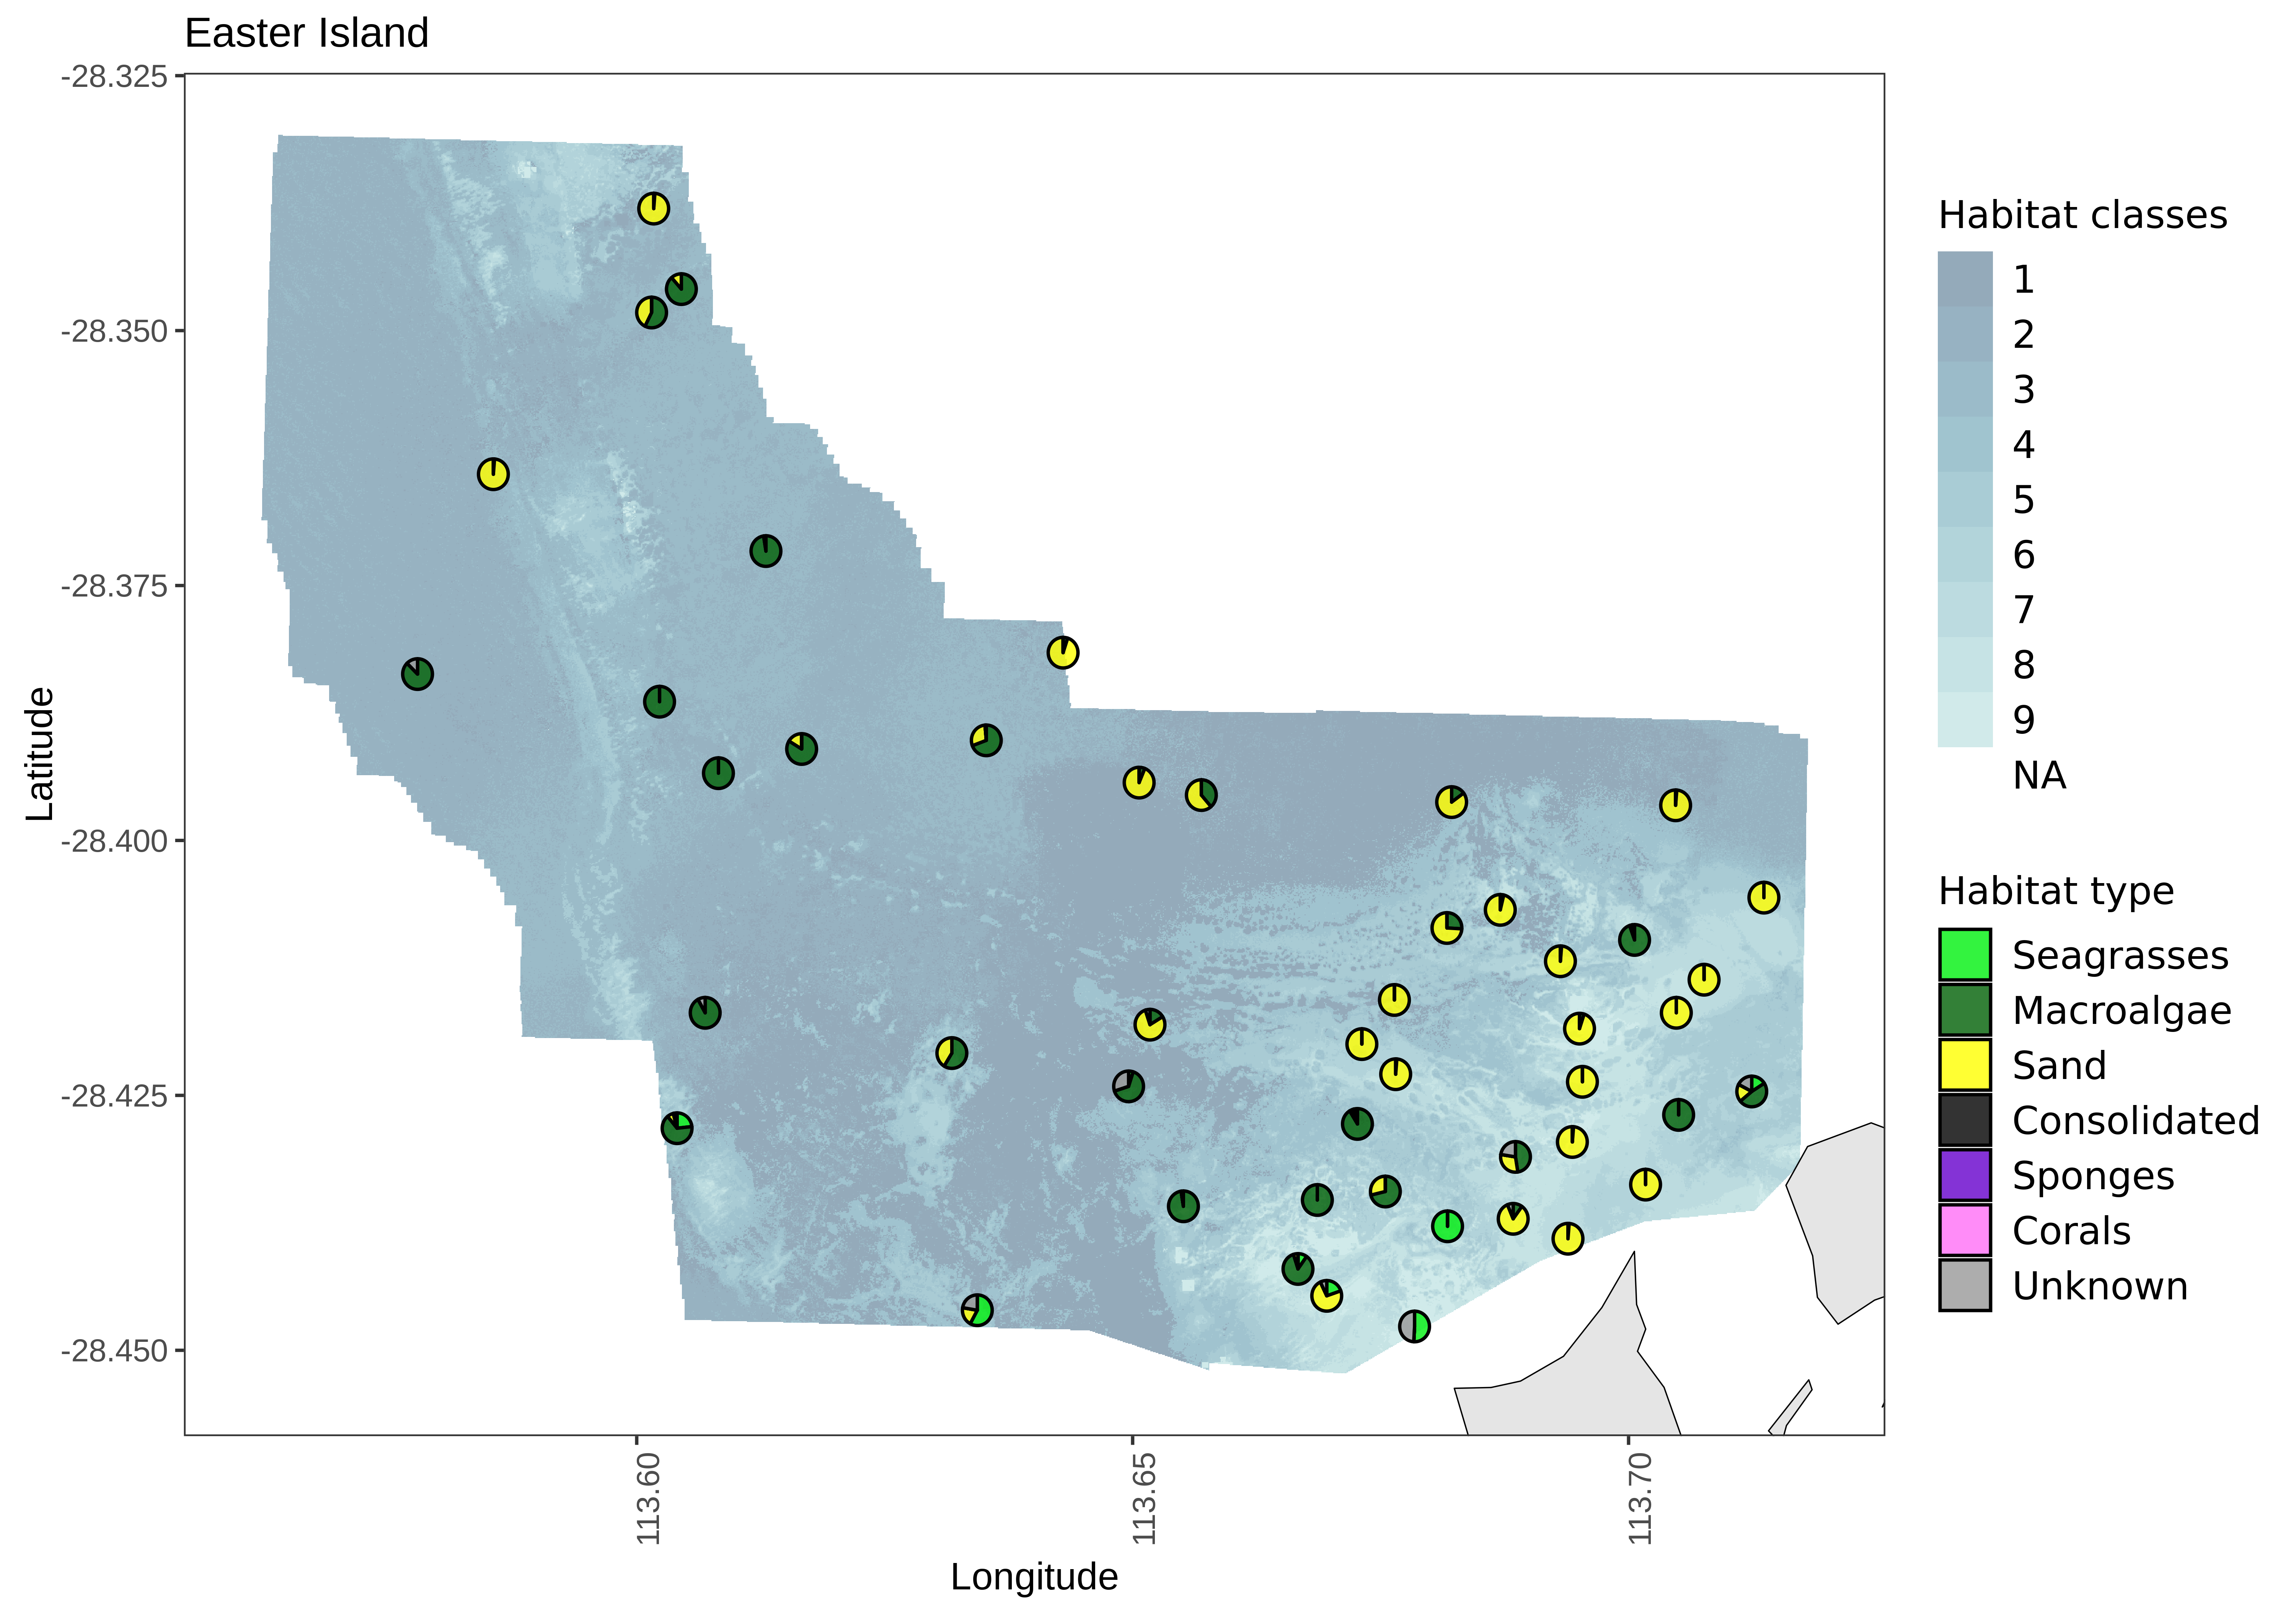 Easter Island
-28.325
-28.350
-28.375
-28.400
-28.425
-28.450
Latitude
113.60
113.65
113.70
Longitude
Habitat classes
1
2
3
4
5
6
7
8
9
NA
Habitat type
Seagrasses
Macroalgae
Sand
Consolidated
Sponges
Corals
Unknown